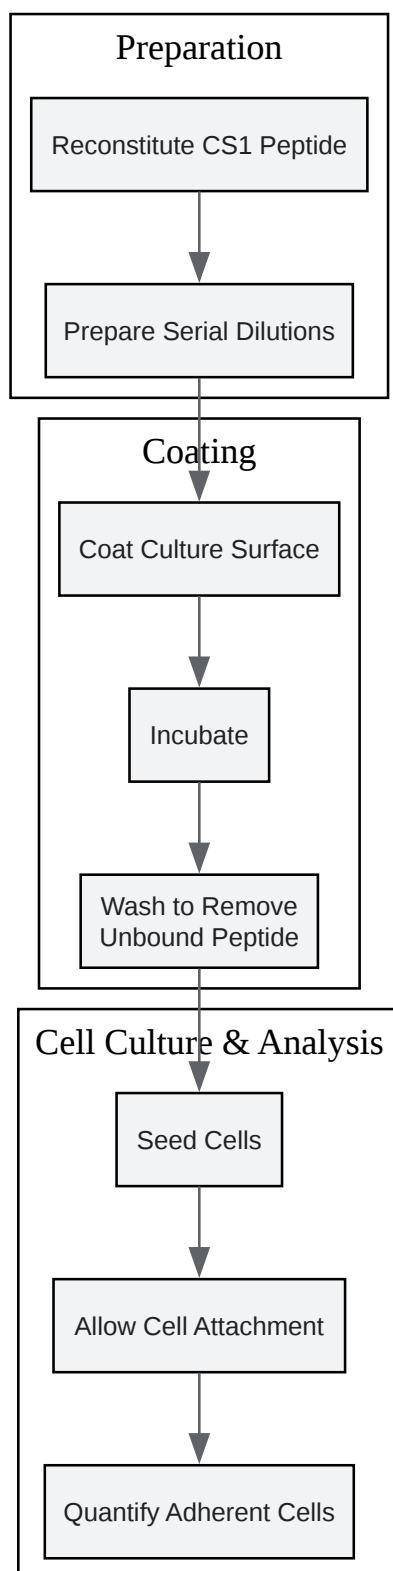 Preparation
Reconstitute CS1 Peptide
Prepare Serial Dilutions
Coating
Coat Culture Surface
Incubate
Wash to Remove
Unbound Peptide
Cell Culture & Analysis
Seed Cells
Allow Cell Attachment
Quantify Adherent Cells